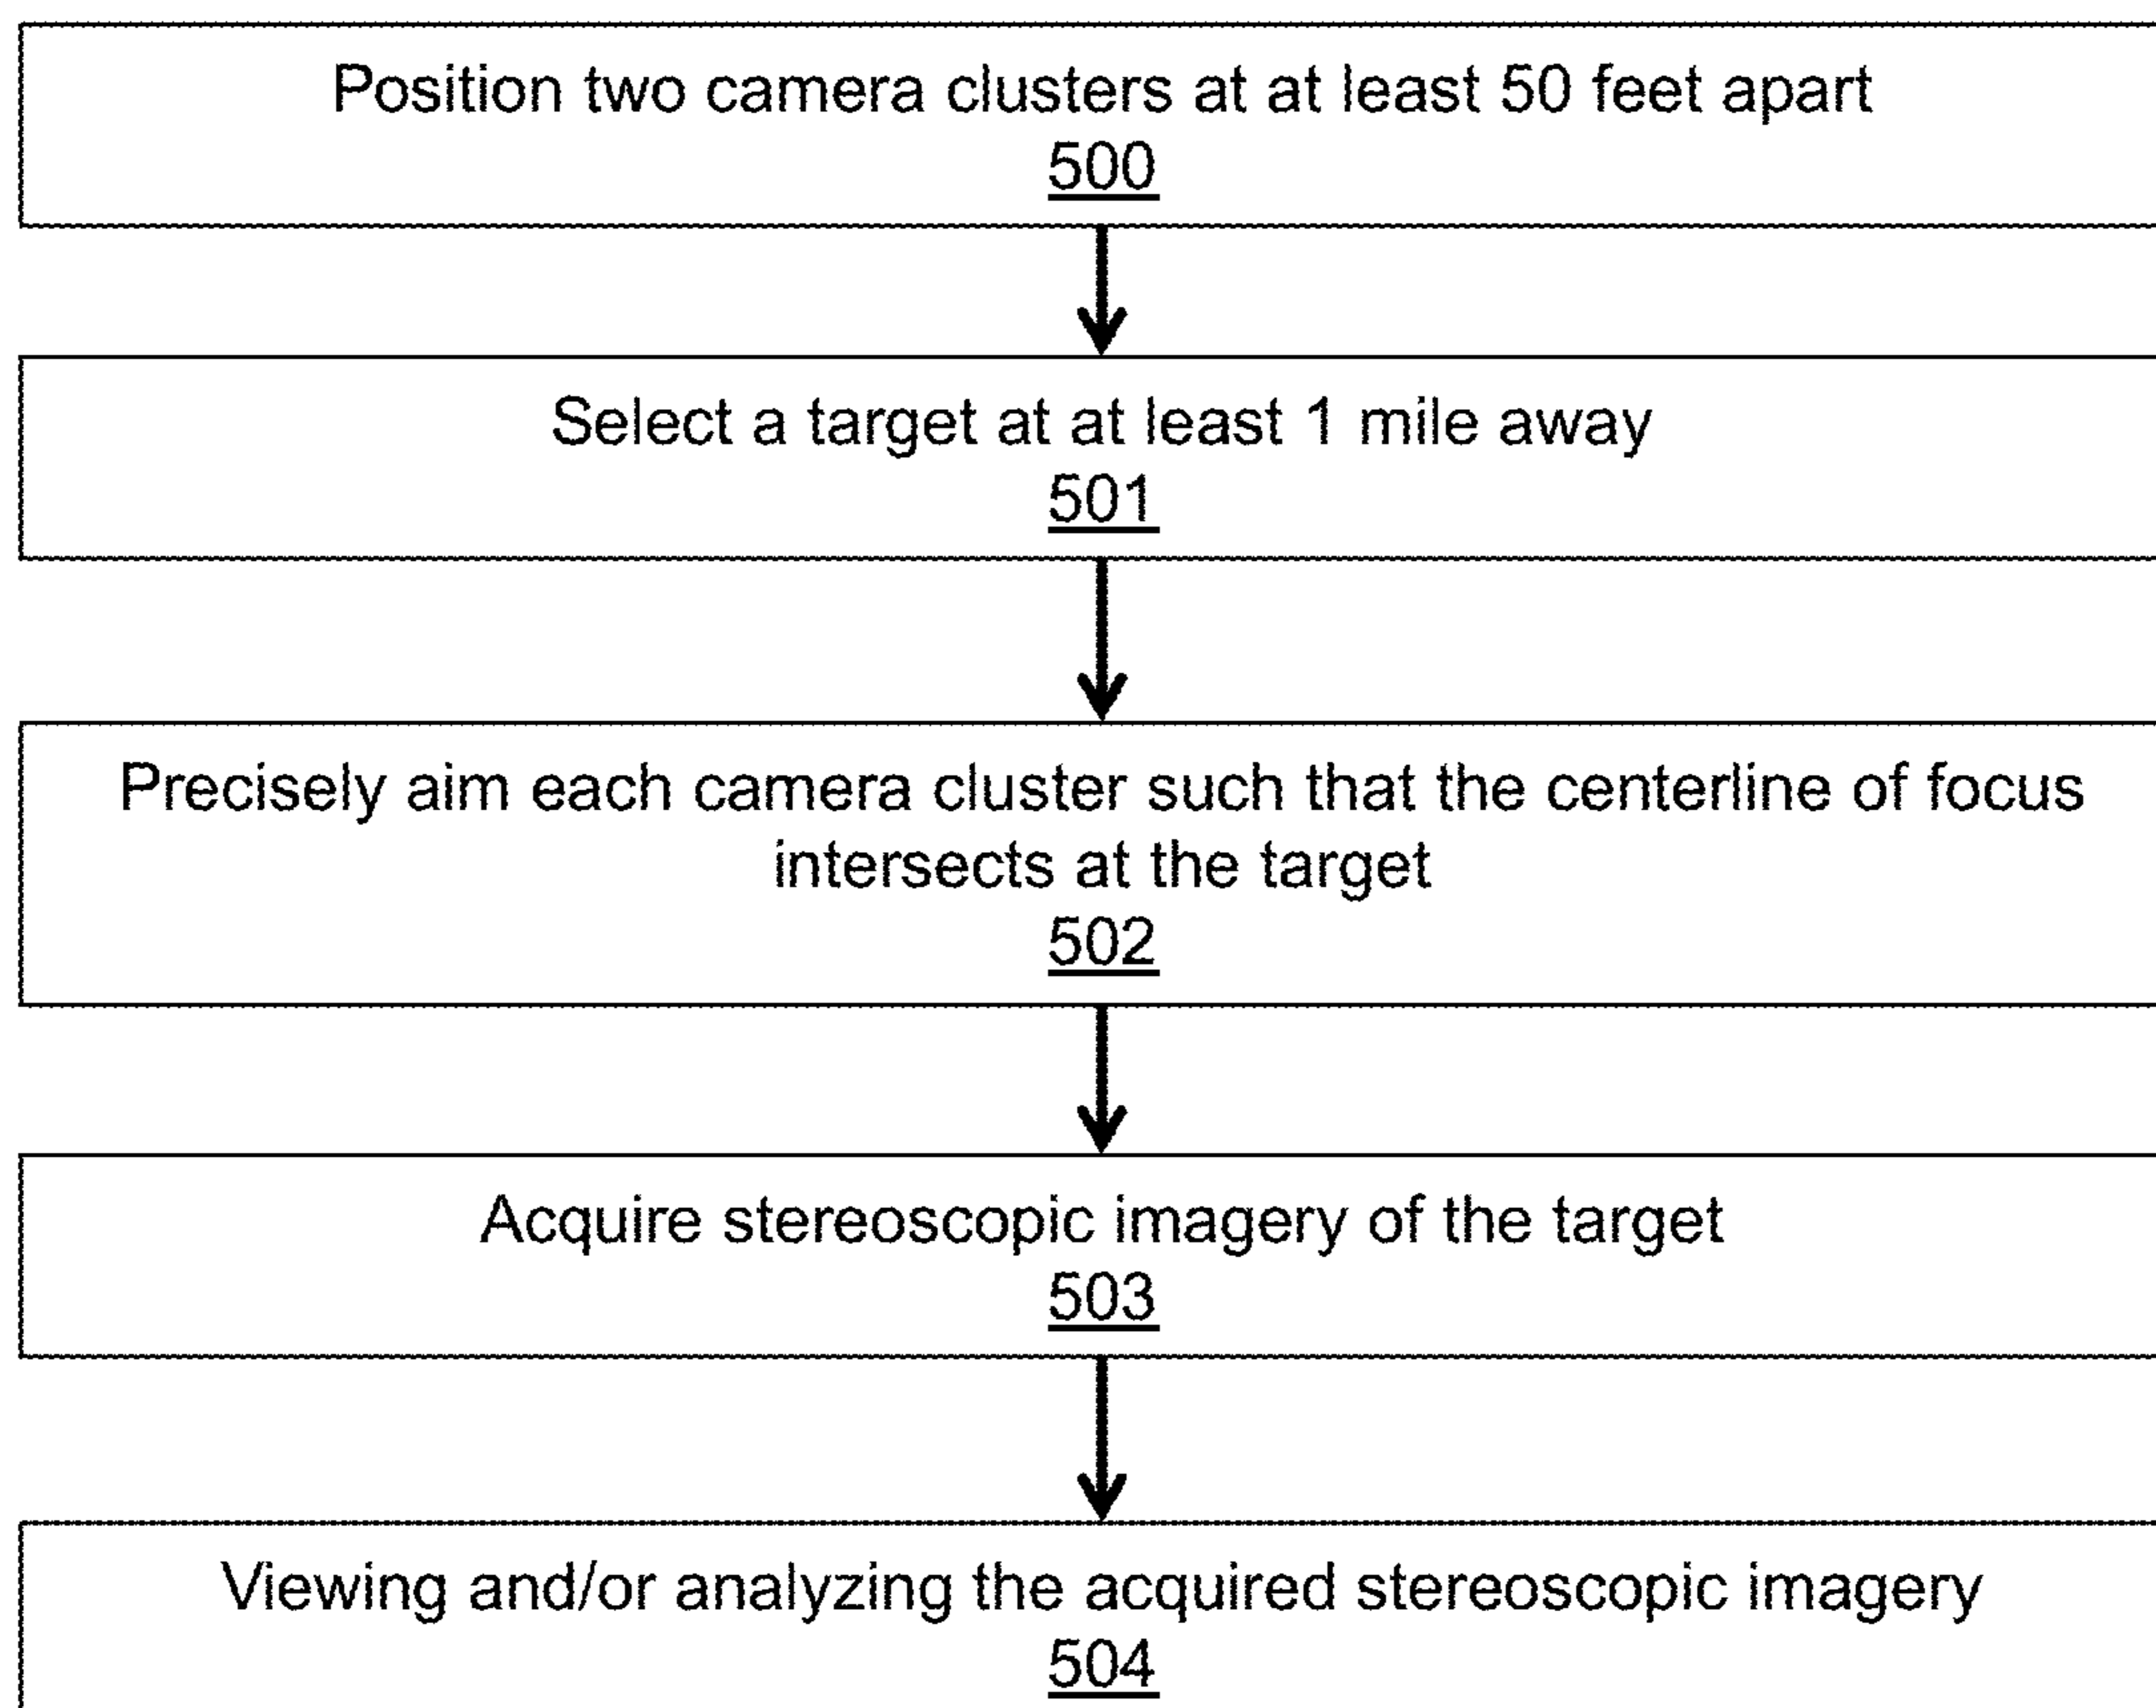 Position two camera clusters at at least 50 feet apart
500
Select a target at at least 1 mile away
501
Precisely aim each camera cluster such that the centerline of focus
intersects at the target
502
Acquire stereoscopic imagery of the target
503
Viewing and/or analyzing the acquired stereoscopic imagery
504